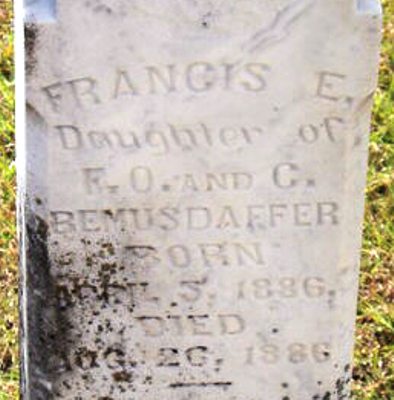 FRANCIS E.
Daughter of
F. O. AND C.
BEMUSDAFFER
BORN
APRIL 5, 1886,
DIED
AUG. 26, 1886